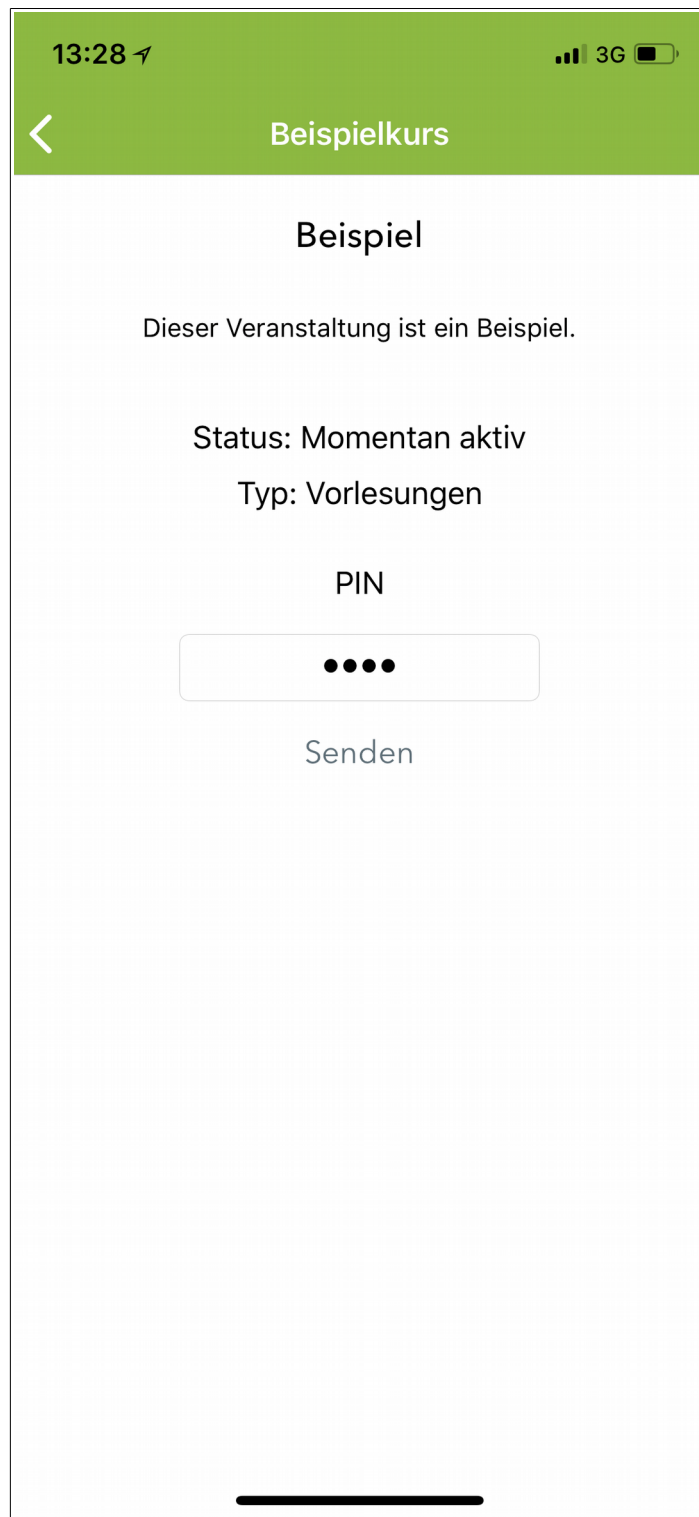 13:28 3G
Beispielkurs
Beispiel
Dieser Veranstaltung ist ein Beispiel.
Status: Momentan aktiv
Typ: Vorlesungen
PIN
••••
Senden